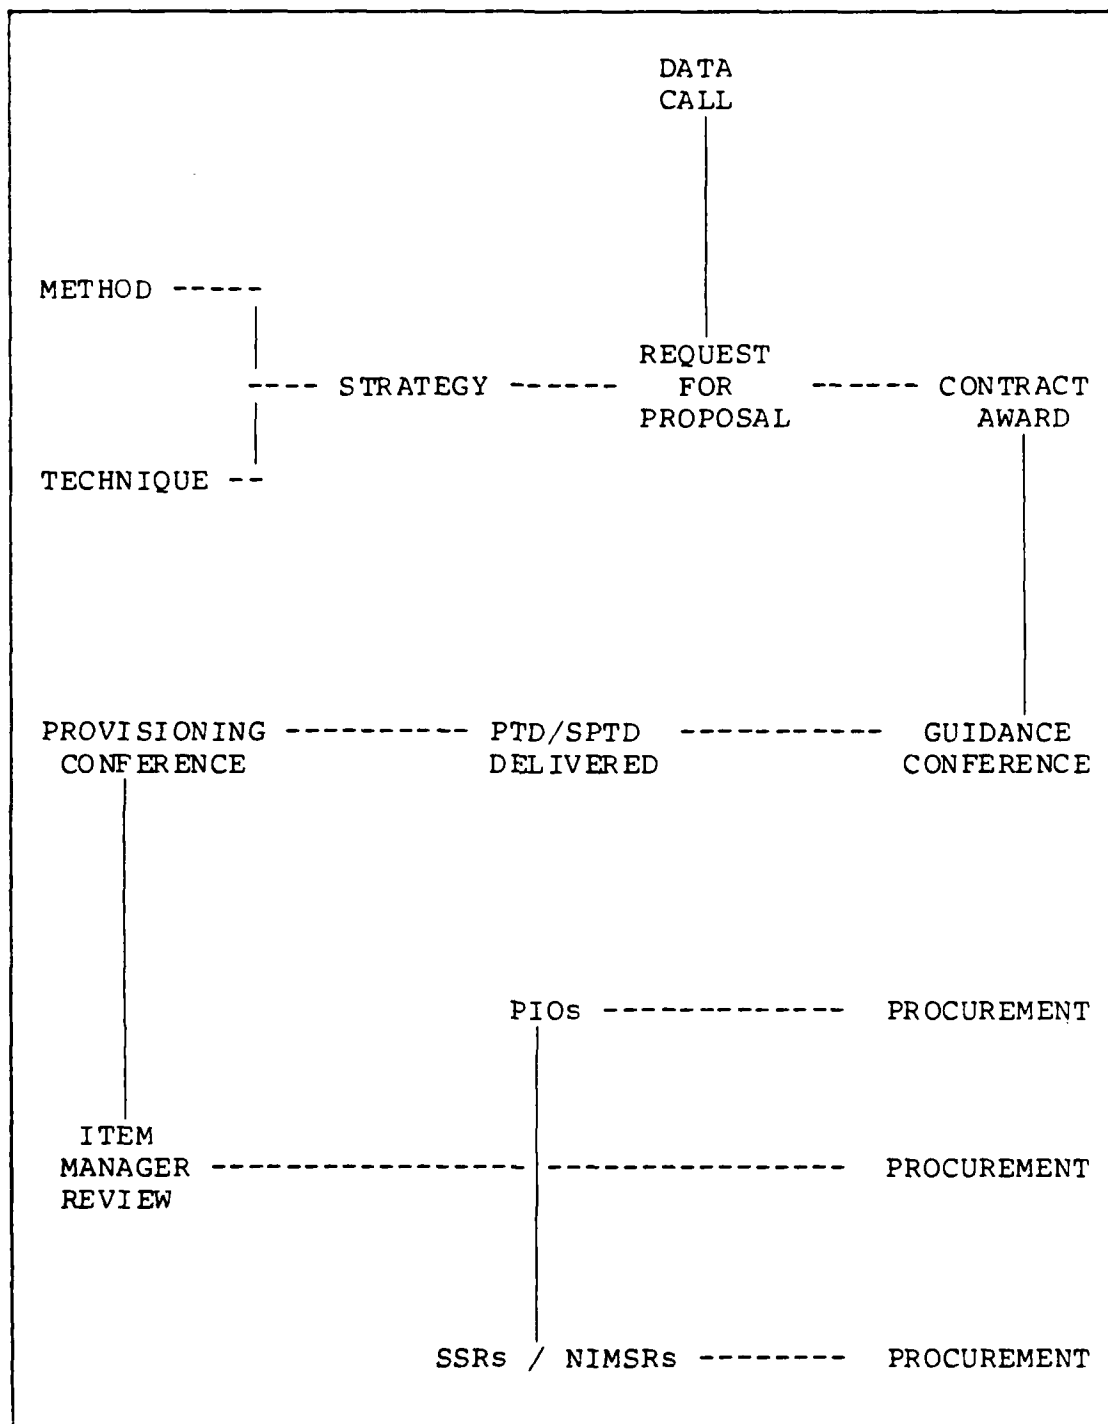 DATA
CALL
METHOD
REQUEST
STRATEGY FOR CONTRACT
PROPOSAL AWARD
TECHNIQUE
PROVISIONING PTD/SPTD GUIDANCE
CONFERENCE DELIVERED CONFERENCE
PIOs PROCUREMENT
ITEM
MANAGER PROCUREMENT
REVIEW
SSRs / NIMSRs PROCUREMENT